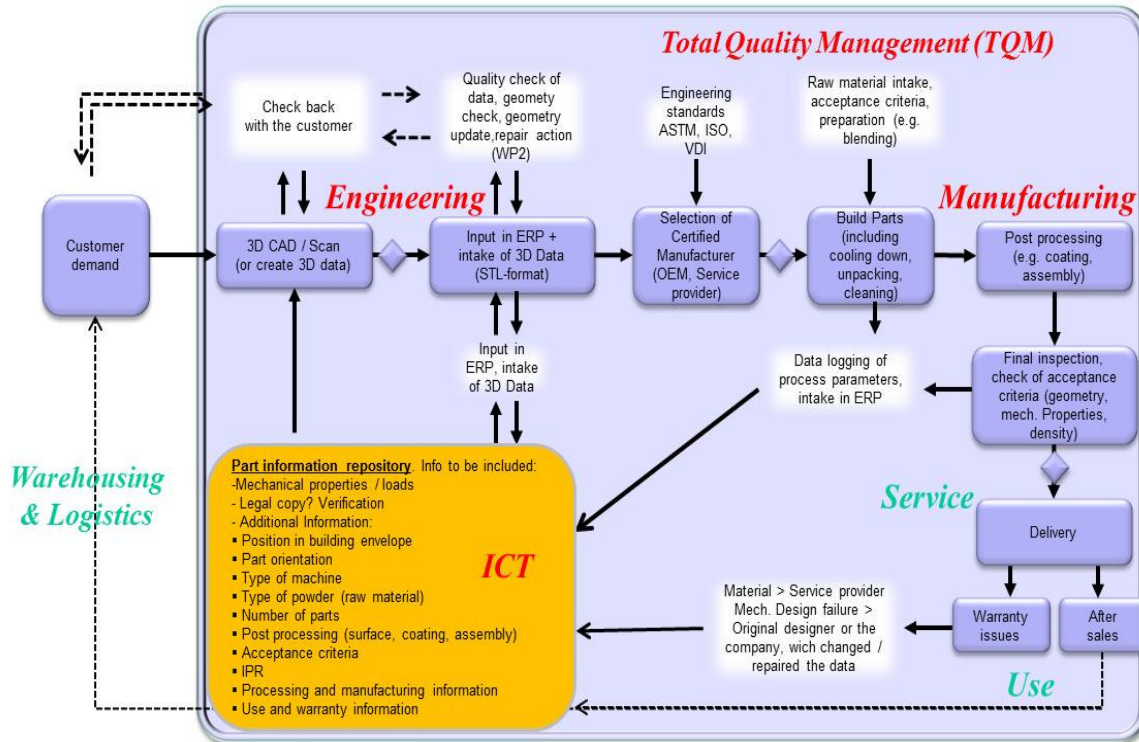 Total Quality Management (TQM)
Check back
with the customer
Quality check of
data, geomety
check, geometry
update,repair action
(WP2)
Engineering
standards
ASTM, ISO,
VDI
Raw material intake,
acceptance criteria,
preparation (e.g.
blending)
Engineering
Manufacturing
Customer
demand
3D CAD / Scan
(or create 3D data)
Input in ERP +
intake of 3D Data
(STL-format)
Selection of
Certified
Manufacturer
(OEM, Service
provider)
Build Parts
(including
cooling down,
unpacking,
cleaning)
Post processing
(e.g. coating,
assembly)
Input in
ERP, intake
of 3D Data
Data logging of
process parameters,
intake in ERP
Final inspection,
check of acceptance
criteria (geometry,
mech. Properties,
density)
Warehousing
& Logistics
Part information repository. Info to be included:
-Mechanical properties / loads
- Legal copy? Verification
- Additional Information:
▪ Position in building envelope
▪ Part orientation
▪ Type of machine
▪ Type of powder (raw material)
▪ Number of parts
▪ Post processing (surface, coating, assembly)
▪ Acceptance criteria
▪ IPR
▪ Processing and manufacturing information
▪ Use and warranty information
ICT
Service
Delivery
Material > Service provider
Mech. Design failure >
Original designer or the
company, wich changed /
repaired the data
Warranty
issues
After
sales
Use